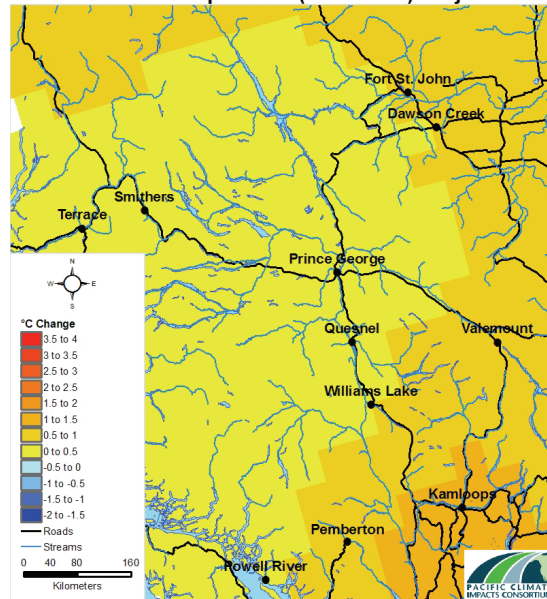 Fort St. John
Dawson Creek
Smithers
Terrace
Prince George
N
W E
S
°C Change
3.5 to 4
3 to 3.5
2.5 to 3
2 to 2.5
1.5 to 2
1 to 1.5
0.5 to 1
0 to 0.5
-0.5 to 0
-1 to -0.5
-1.5 to -1
-2 to -1.5
Roads
Streams
0 40 80 160
Kilometers
Quesnel
Valemount
Williams Lake
Kamloops
Pemberton
Powell River
PACIFIC CLIMAT
IMPACTS CONSORTIUM